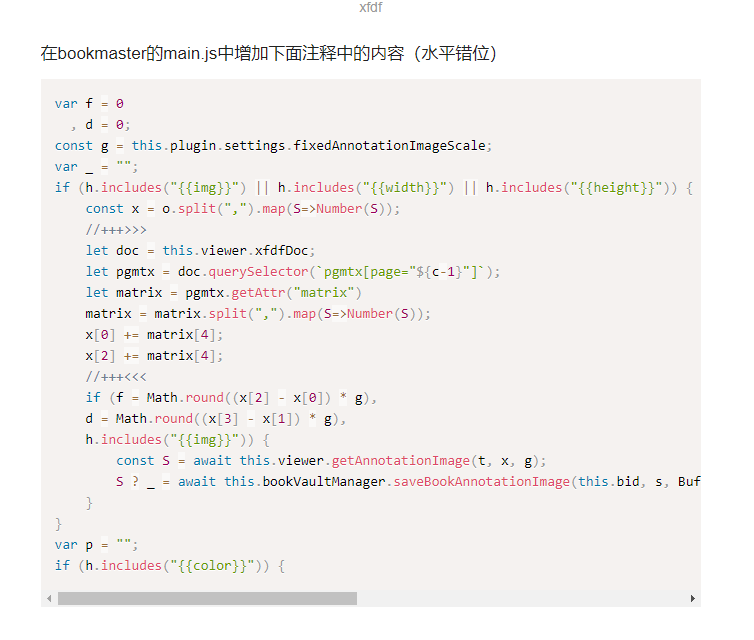 xfdf
在bookmaster的main.js中增加下面注释中的内容（水平错位）
var f = 0
  , d = 0;
const g = this.plugin.settings.fixedAnnotationImageScale;
var _ = "";
if (h.includes("{{img}}") || h.includes("{{width}}") || h.includes("{{height}}")) {
    const x = o.split(",").map(S=>Number(S));
    //+++>>>
    let doc = this.viewer.xfdfDoc;
    let pgmtx = doc.querySelector(`pgmtx[page="${c-1}"]`);
    let matrix = pgmtx.getAttr("matrix")
    matrix = matrix.split(",").map(S=>Number(S));
    x[0] += matrix[4];
    x[2] += matrix[4];
    //+++<<<
    if (f = Math.round((x[2] - x[0]) * g),
    d = Math.round((x[3] - x[1]) * g),
    h.includes("{{img}}")) {
        const S = await this.viewer.getAnnotationImage(t, x, g);
        S ? _ = await this.bookVaultManager.saveBookAnnotationImage(this.bid, s, Buf
    }
}
var p = "";
if (h.includes("{{color}}")) {